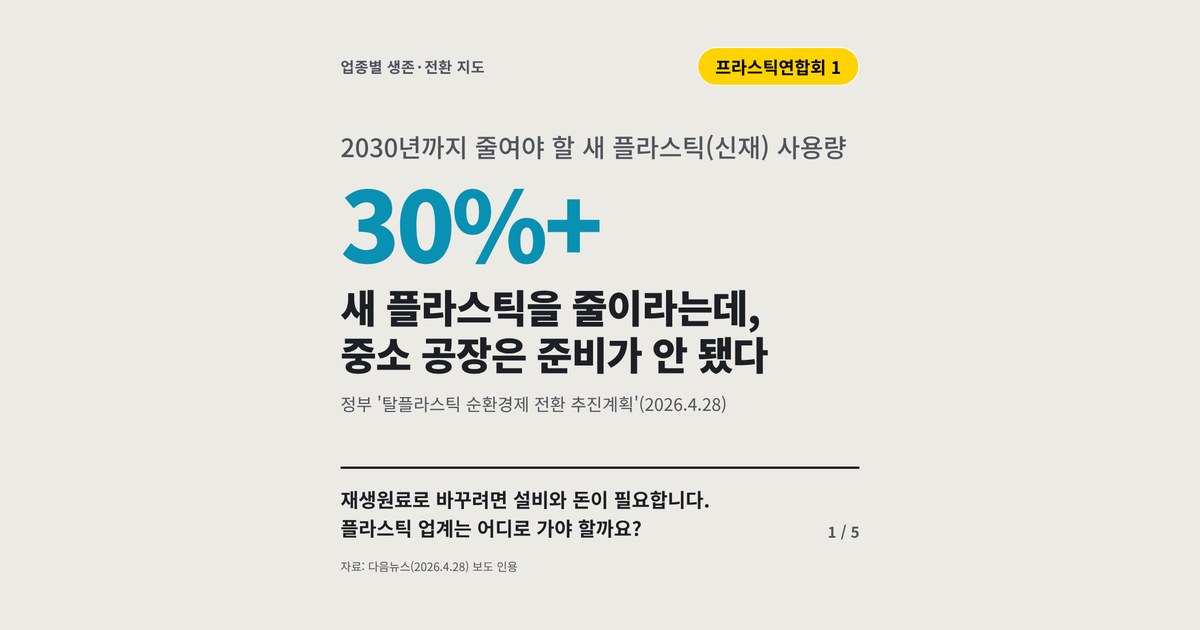 업종별 생존·전환 지도
프라스틱연합회 1
2030년까지 줄여야 할 새 플라스틱(신재) 사용량
30%+
새 플라스틱을 줄이라는데,
중소 공장은 준비가 안 됐다
정부 '탈플라스틱 순환경제 전환 추진계획'(2026.4.28)
재생원료로 바꾸려면 설비와 돈이 필요합니다.
플라스틱 업계는 어디로 가야 할까요?
1 / 5
자료: 다음뉴스(2026.4.28) 보도 인용